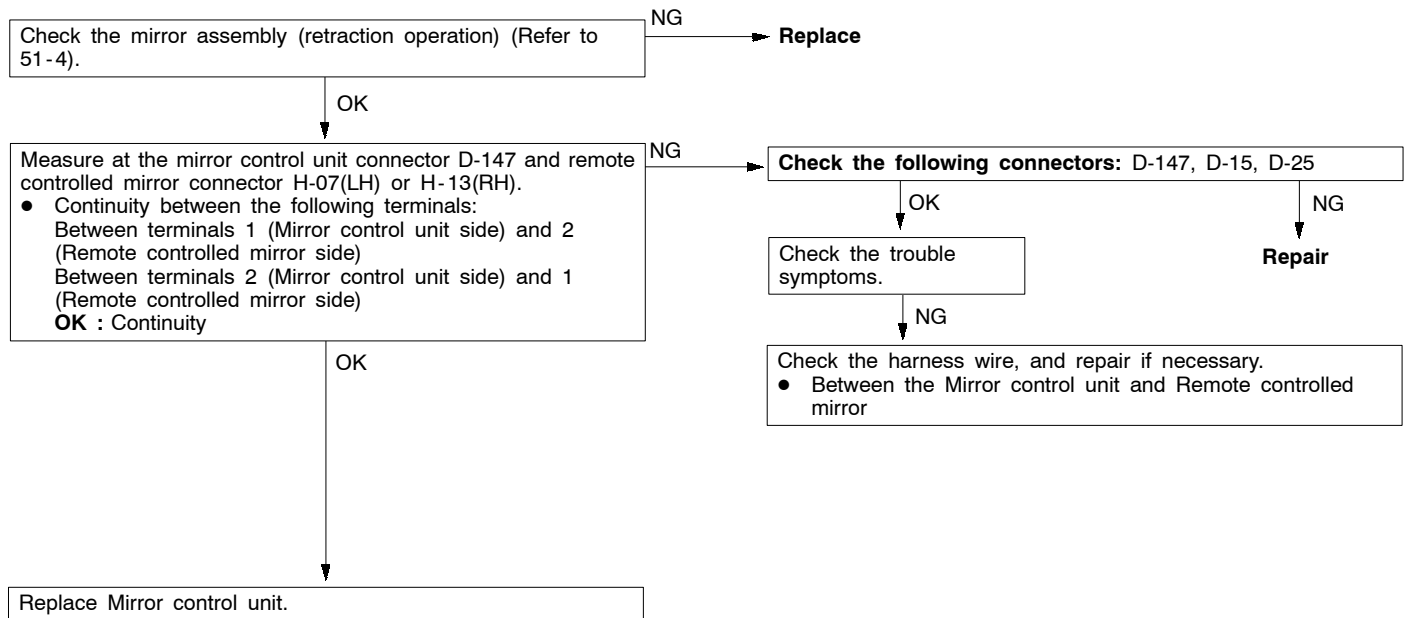 Check the mirror assembly (retraction operation) (Refer to
51-4).
NG
Replace
OK
Measure at the mirror control unit connector D-147 and remote
controlled mirror connector H-07(LH) or H-13(RH).
● Continuity between the following terminals:
Between terminals 1 (Mirror control unit side) and 2
(Remote controlled mirror side)
Between terminals 2 (Mirror control unit side) and 1
(Remote controlled mirror side)
OK : Continuity
NG
Check the following connectors: D-147, D-15, D-25
OK
NG
Check the trouble
symptoms.
Repair
NG
Check the harness wire, and repair if necessary.
● Between the Mirror control unit and Remote controlled
mirror
OK
Replace Mirror control unit.